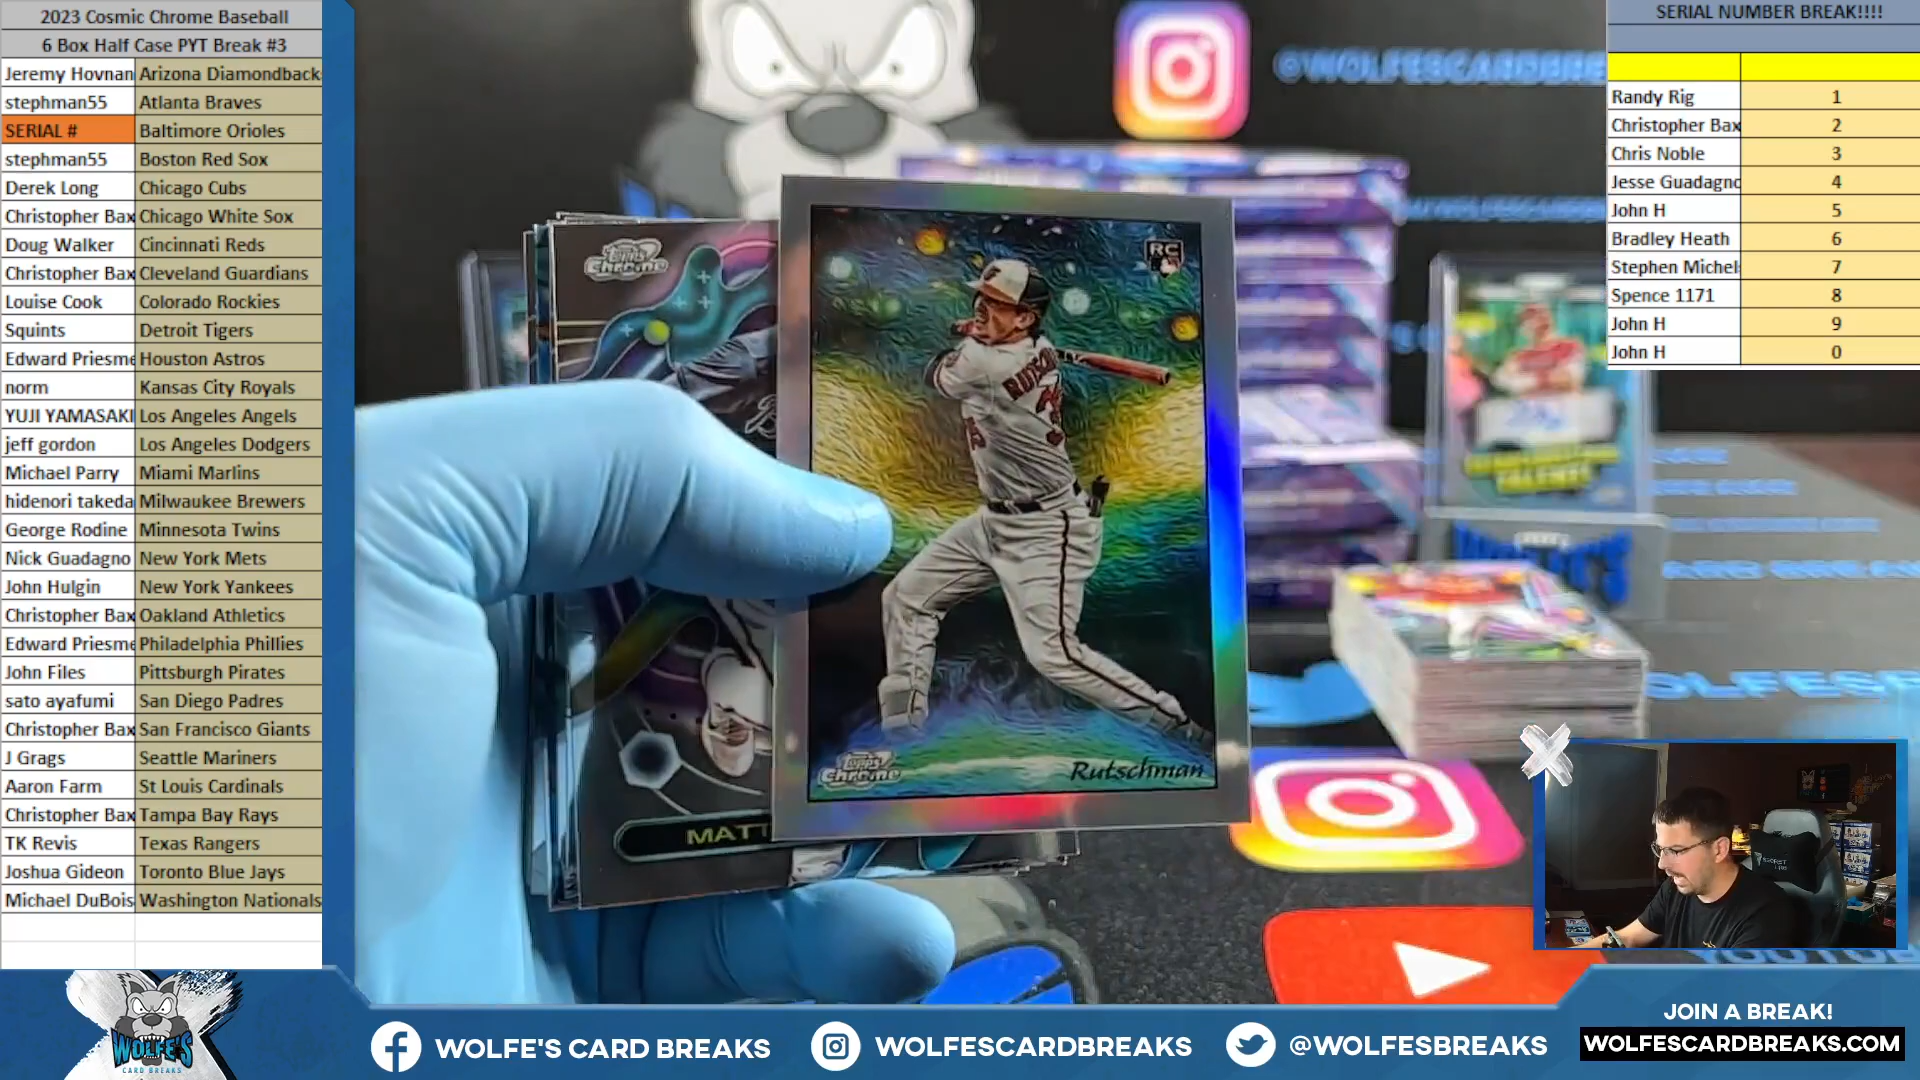 2023 Cosmic Chrome Baseball
6 Box Half Case PYT Break #3
Jeremy Hovnan Arizona Diamondback
stephman55 Atlanta Braves
SERIAL # Baltimore Orioles
stephman55 Boston Red Sox
Derek Long Chicago Cubs
Christopher Bax Chicago White Sox
Doug Walker Cincinnati Reds
Christopher Bax Cleveland Guardians
Louise Cook Colorado Rockies
Squints Detroit Tigers
Edward Priesme Houston Astros
norm Kansas City Royals
YUJI YAMASAKI Los Angeles Angels
jeff gordon Los Angeles Dodgers
Michael Parry Miami Marlins
hidenori takeda Milwaukee Brewers
George Rodine Minnesota Twins
Nick Guadagno New York Mets
John Hulgin New York Yankees
Christopher Bax Oakland Athletics
Edward Priesme Philadelphia Phillies
John Files Pittsburgh Pirates
sato ayafumi San Diego Padres
Christopher Bax San Francisco Giants
J Grags Seattle Mariners
Aaron Farm St Louis Cardinals
Christopher Bax Tampa Bay Rays
TK Revis Texas Rangers
Joshua Gideon Toronto Blue Jays
Michael DuBois Washington Nationals
SERIAL NUMBER BREAK!!!!
Randy Rig 1
Christopher Bax 2
Chris Noble 3
Jesse Guadagno 4
John H 5
Bradley Heath 6
Stephen Michel 7
Spence 1171 8
John H 9
John H 0
@WOLFESCARDBRE
Topps
Chrome
RC
Topps
Chrome
Rutschman
MATT
WOLFE'S
CARD BREAKS
WOLFE'S CARD BREAKS
WOLFESCARDBREAKS
@WOLFESBREAKS
JOIN A BREAK!
WOLFESCARDBREAKS.COM